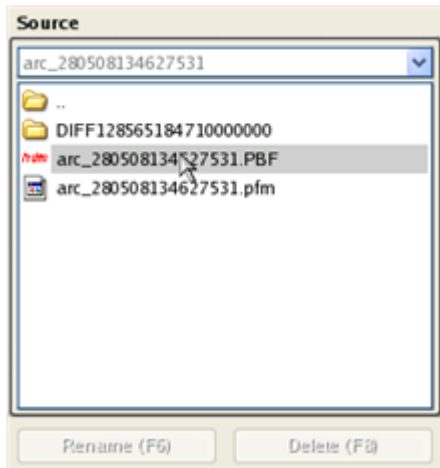 Source
arc_280508134627531
..
DIFF128565184710000000
arc_280508134627531.PBF
arc_280508134627531.pfm
Rename (F6)
Delete (F8)